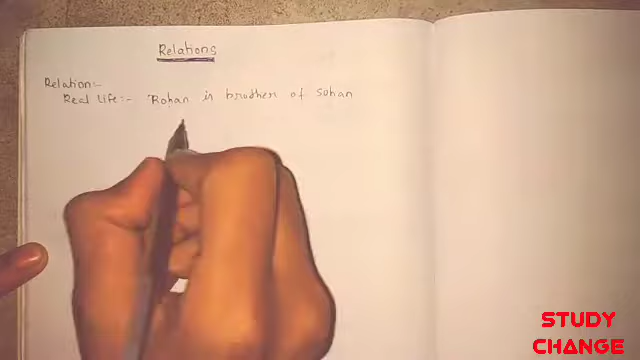 Relations
Relation:-
Real Life:- Rohan is brother of Sohan
STUDY
CHANGE